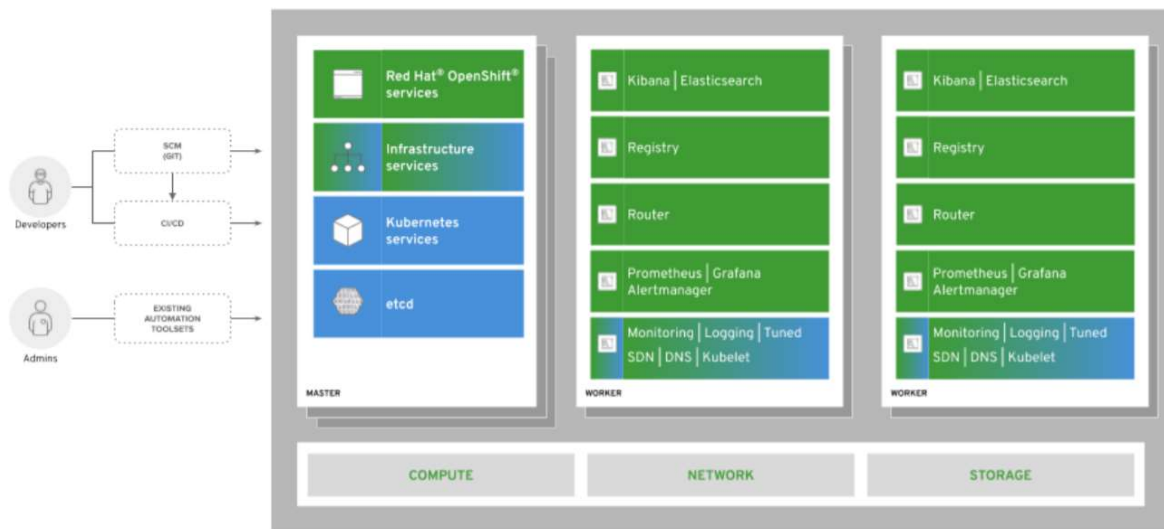 Developers
SCM
(GIT)
CI/CD
Admins
EXISTING
AUTOMATION
TOOLSETS
Red Hat® OpenShift®
services
Infrastructure
services
Kubernetes
services
etcd
MASTER
Kibana | Elasticsearch
Registry
Router
Prometheus | Grafana
Alertmanager
Monitoring | Logging | Tuned
SDN | DNS | Kubelet
WORKER
Kibana | Elasticsearch
Registry
Router
Prometheus | Grafana
Alertmanager
Monitoring | Logging | Tuned
SDN | DNS | Kubelet
WORKER
COMPUTE
NETWORK
STORAGE